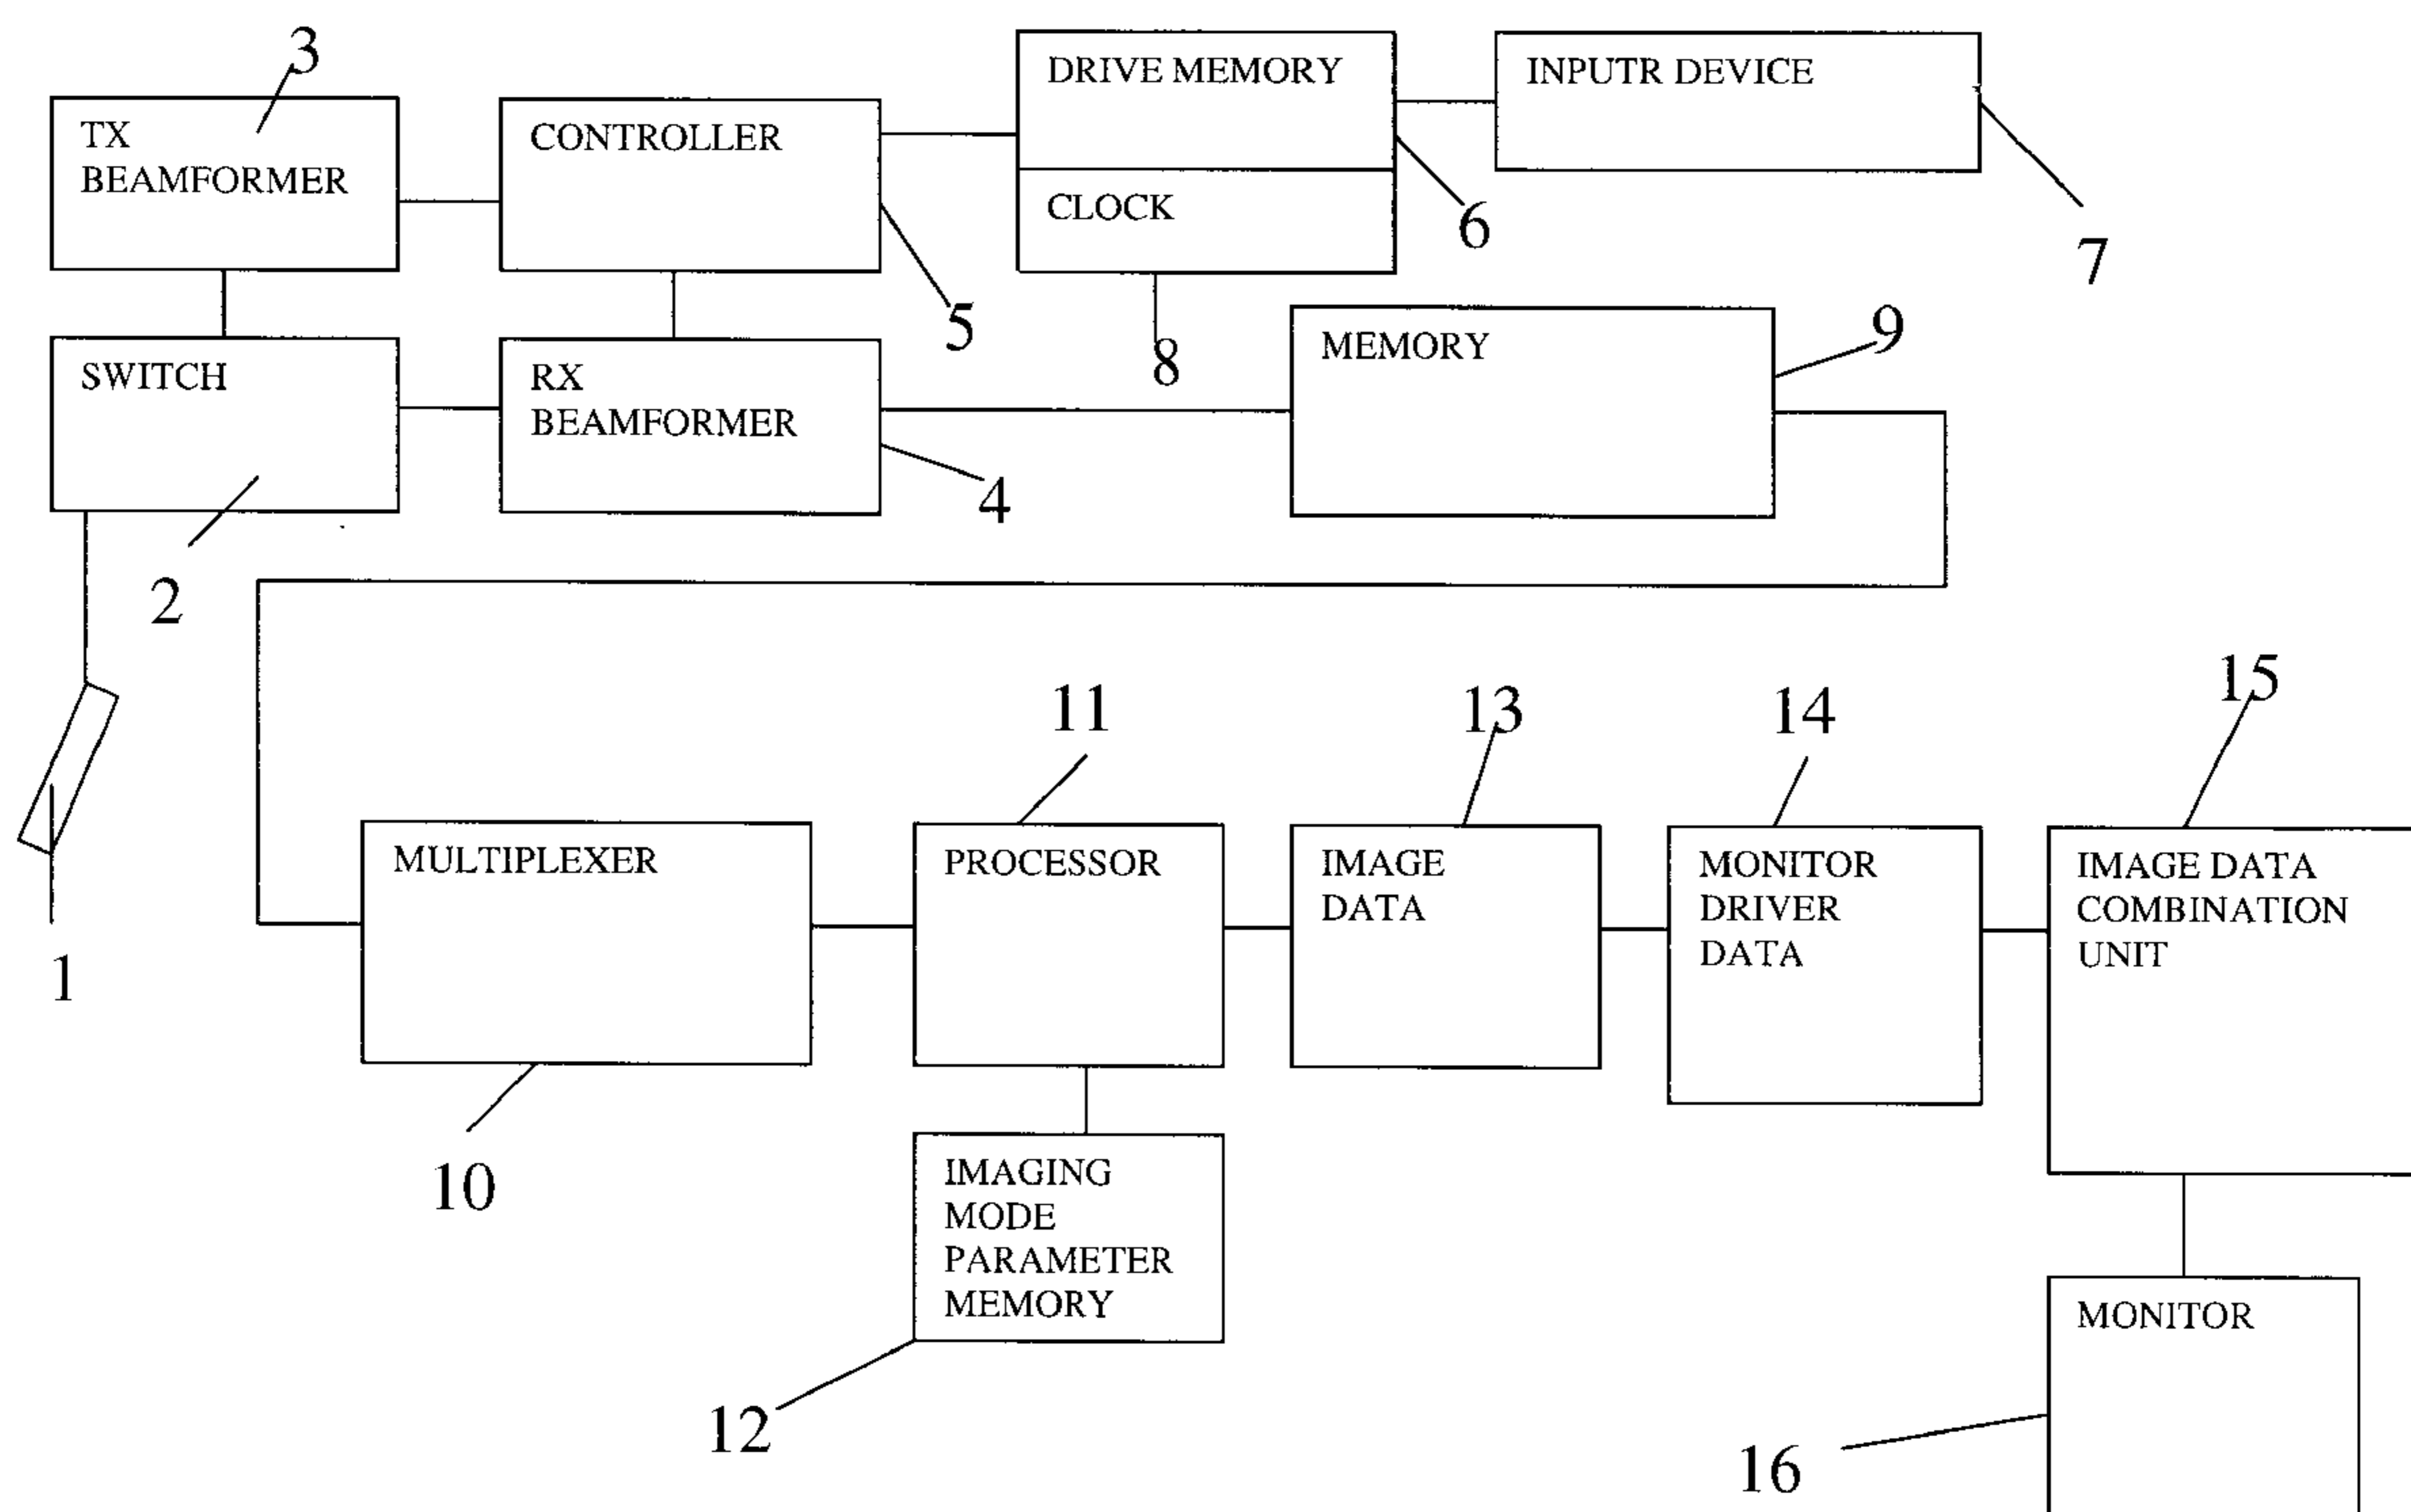 3
TX
BEAMFORMER
CONTROLLER
DRIVE MEMORY
CLOCK
INPUTR DEVICE
5
6
7
8
SWITCH
RX
BEAMFORMER
MEMORY
9
2
4
1
11
13
14
15
MULTIPLEXER
PROCESSOR
IMAGE
DATA
MONITOR
DRIVER
DATA
IMAGE DATA
COMBINATION
UNIT
10
IMAGING
MODE
PARAMETER
MEMORY
12
MONITOR
16